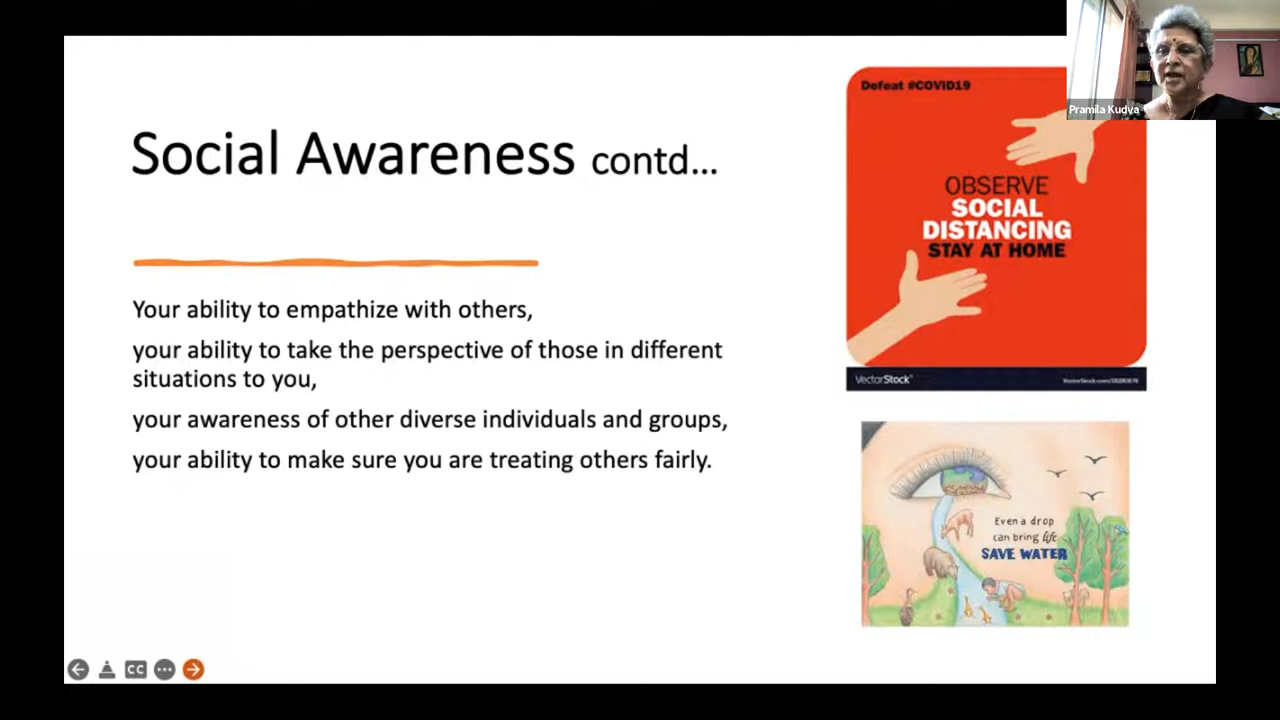 Pramila Kudva
Social Awareness contd...
Your ability to empathize with others,
your ability to take the perspective of those in different
situations to you,
your awareness of other diverse individuals and groups,
your ability to make sure you are treating others fairly.
Defeat #COVID19
OBSERVE
SOCIAL
DISTANCING
STAY AT HOME
VectorStock®
Even a drop
can bring life
SAVE WATER
CC